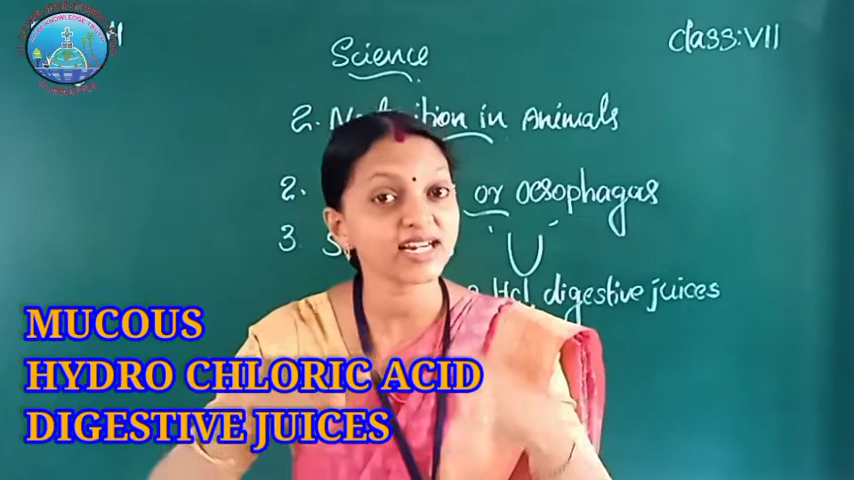 Science
class:VII
2. Nutrition in Animals
2. or Oesophagas
3
Hcl digestive juices
MUCOUS
HYDRO CHLORIC ACID
DIGESTIVE JUICES